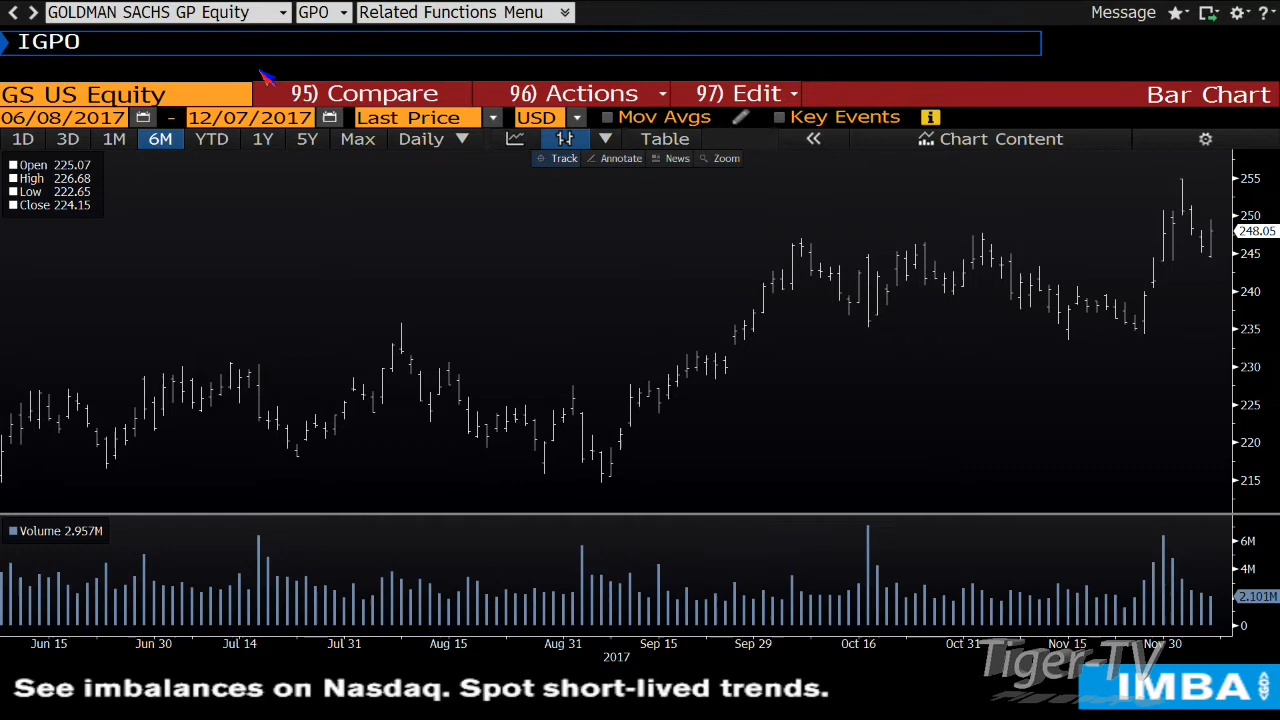 GOLDMAN SACHS GP Equity GPO Related Functions Menu Message ?
IGPO
GS US Equity 95) Compare 96) Actions 97) Edit Bar Chart
06/08/2017 - 12/07/2017 Last Price USD Mov Avgs Key Events i
1D 3D 1M 6M YTD 1Y 5Y Max Daily Table « Chart Content
Track Annotate News Zoom
Open 225.07
High 226.68
Low 222.65
Close 224.15
255
250
248.05
245
240
235
230
225
220
215
Volume 2.957M
6M
4M
2.101M
0
Jun 15 Jun 30 Jul 14 Jul 31 Aug 15 Aug 31 Sep 15 Sep 29 Oct 16 Oct 31 Nov 15 Nov 30
2017
Tiger-TV
See imbalances on Nasdaq. Spot short-lived trends.
IMBA GO